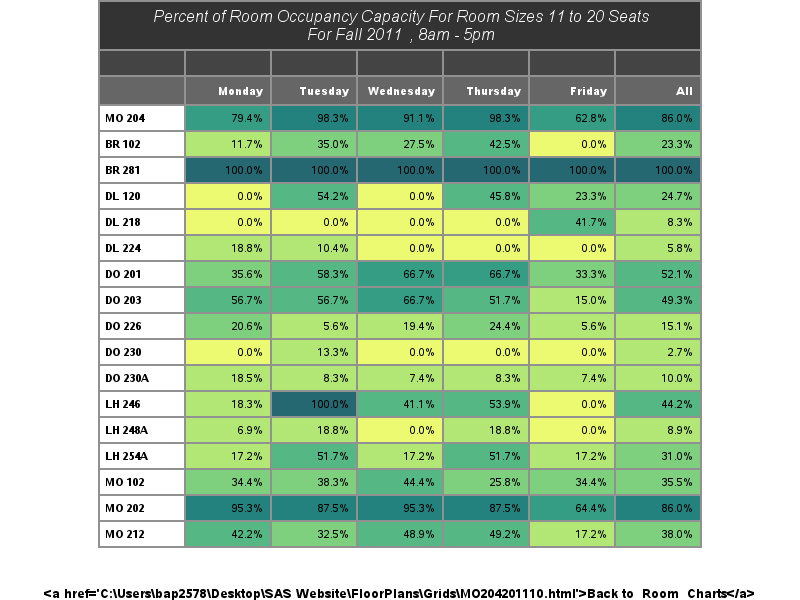 Percent of Room Occupancy Capacity For Room Sizes 11 to 20 Seats
For Fall 2011 , 8am - 5pm
Monday Tuesday Wednesday Thursday Friday All
MO 204 79.4% 98.3% 91.1% 98.3% 62.8% 86.0%
BR 102 11.7% 35.0% 27.5% 42.5% 0.0% 23.3%
BR 281 100.0% 100.0% 100.0% 100.0% 100.0% 100.0%
DL 120 0.0% 54.2% 0.0% 45.8% 23.3% 24.7%
DL 218 0.0% 0.0% 0.0% 0.0% 41.7% 8.3%
DL 224 18.8% 10.4% 0.0% 0.0% 0.0% 5.8%
DO 201 35.6% 58.3% 66.7% 66.7% 33.3% 52.1%
DO 203 56.7% 56.7% 66.7% 51.7% 15.0% 49.3%
DO 226 20.6% 5.6% 19.4% 24.4% 5.6% 15.1%
DO 230 0.0% 13.3% 0.0% 0.0% 0.0% 2.7%
DO 230A 18.5% 8.3% 7.4% 8.3% 7.4% 10.0%
LH 246 18.3% 100.0% 41.1% 53.9% 0.0% 44.2%
LH 248A 6.9% 18.8% 0.0% 18.8% 0.0% 8.9%
LH 254A 17.2% 51.7% 17.2% 51.7% 17.2% 31.0%
MO 102 34.4% 38.3% 44.4% 25.8% 34.4% 35.5%
MO 202 95.3% 87.5% 95.3% 87.5% 64.4% 86.0%
MO 212 42.2% 32.5% 48.9% 49.2% 17.2% 38.0%
<a href='C:\Users\bap2578\Desktop\SAS Website\FloorPlans\Grids\MO204201110.html'>Back to Room Charts</a>